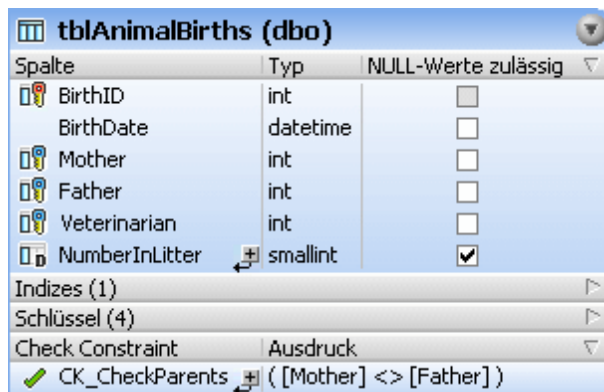 tblAnimalBirths (dbo)
Spalte Typ NULL-Werte zulässig
BirthID int
BirthDate datetime
Mother int
Father int
Veterinarian int
D NumberInLitter smallint
Indizes (1)
Schlüssel (4)
Check Constraint Ausdruck
CK_CheckParents ( [Mother] <> [Father] )